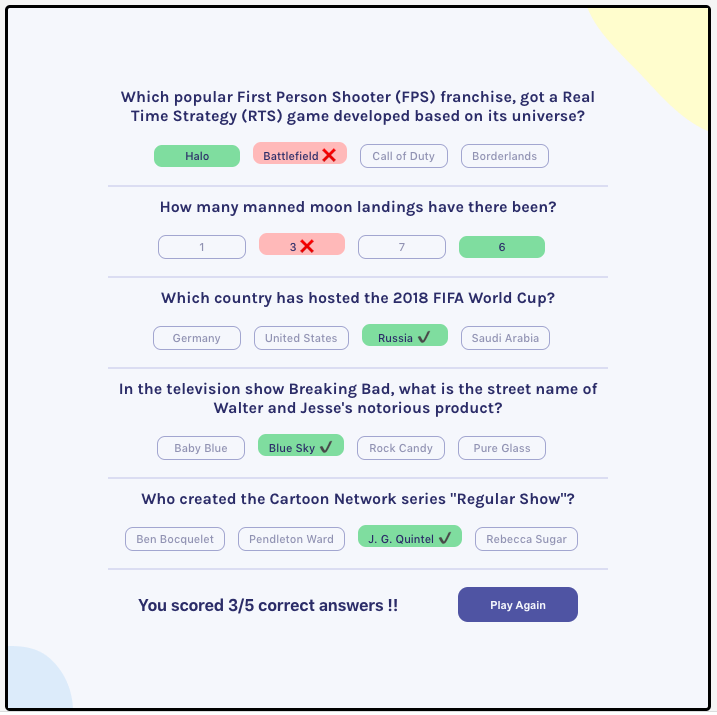 Which popular First Person Shooter (FPS) franchise, got a Real
Time Strategy (RTS) game developed based on its universe?
Halo Battlefield ❌ Call of Duty Borderlands
How many manned moon landings have there been?
1 3 ❌ 7 6
Which country has hosted the 2018 FIFA World Cup?
Germany United States Russia ✔ Saudi Arabia
In the television show Breaking Bad, what is the street name of
Walter and Jesse's notorious product?
Baby Blue Blue Sky ✔ Rock Candy Pure Glass
Who created the Cartoon Network series "Regular Show"?
Ben Bocquelet Pendleton Ward J. G. Quintel ✔ Rebecca Sugar
You scored 3/5 correct answers !! Play Again